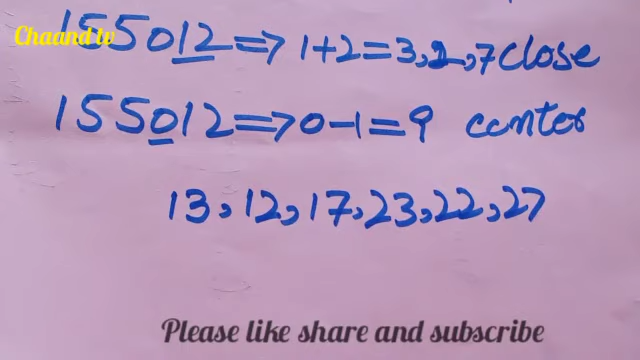 Chaand tv
155012 => 1+2=3,2,7 close
155012 => 0-1=9 center
13,12,17,23,22,27
Please like share and subscribe